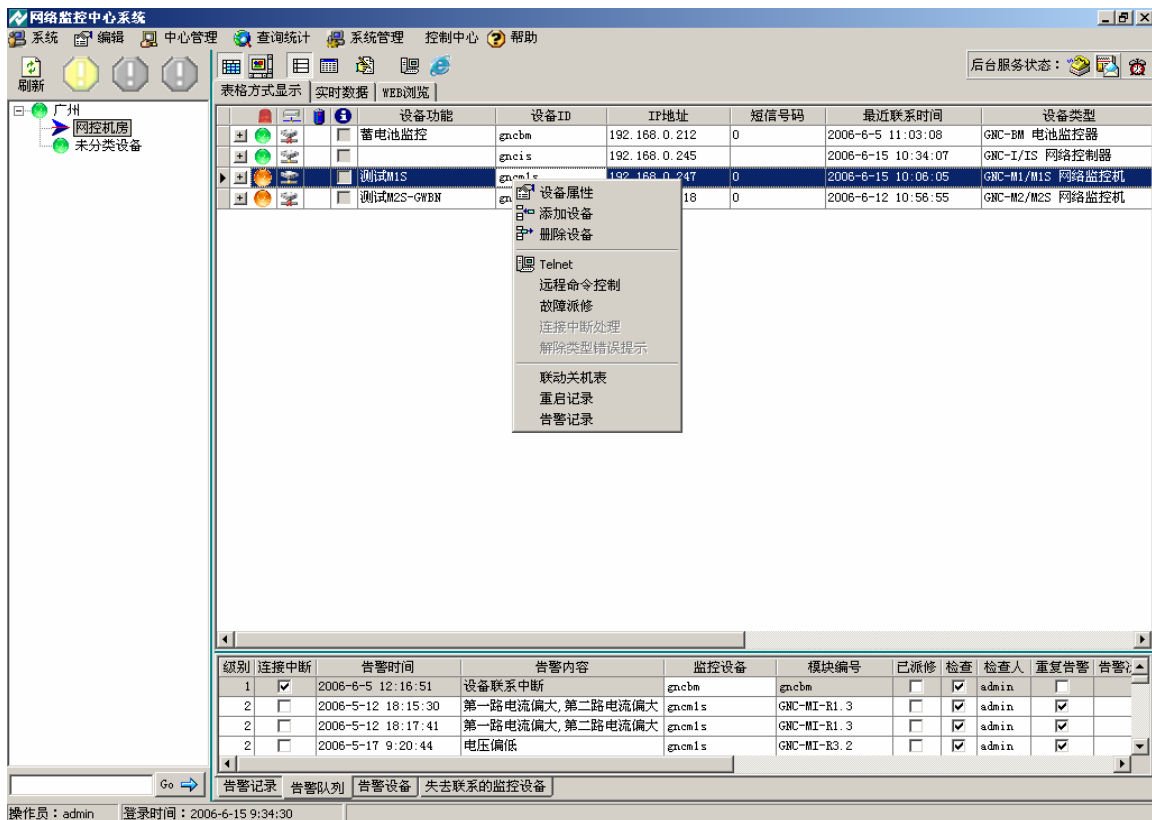 网络监控中心系统
系统 编辑 中心管理 查询统计 系统管理 控制中心 帮助
刷新
后台服务状态：
表格方式显示 实时数据 WEB浏览
广州
网控机房
未分类设备
设备功能 设备ID IP地址 短信号码 最近联系时间 设备类型
蓄电池监控 gncbm 192.168.0.212 0 2006-6-5 11:03:08 GNC-BM 电池监控器
gncis 192.168.0.245 2006-6-15 10:34:07 GNC-I/IS 网络控制器
测试M1S gncm1s 192.168.0.247 0 2006-6-15 10:06:05 GNC-M1/M1S 网络监控机
测试M2S-GWBN gn 18 0 2006-6-12 10:56:55 GNC-M2/M2S 网络监控机
设备属性
添加设备
删除设备
Telnet
远程命令控制
故障派修
连接中断处理
解除类型错误提示
联动关机表
重启记录
告警记录
级别 连接中断 告警时间 告警内容 监控设备 模块编号 已派修 检查 检查人 重复告警 告警
1 2006-6-5 12:16:51 设备联系中断 gncbm gncbm admin
2 2006-5-12 18:15:30 第一路电流偏大,第二路电流偏大 gncm1s GNC-MI-R1.3 admin
2 2006-5-12 18:17:41 第一路电流偏大,第二路电流偏大 gncm1s GNC-MI-R1.3 admin
2 2006-5-17 9:20:44 电压偏低 gncm1s GNC-MI-R3.2 admin
Go
告警记录 告警队列 告警设备 失去联系的监控设备
操作员：admin 登录时间：2006-6-15 9:34:30